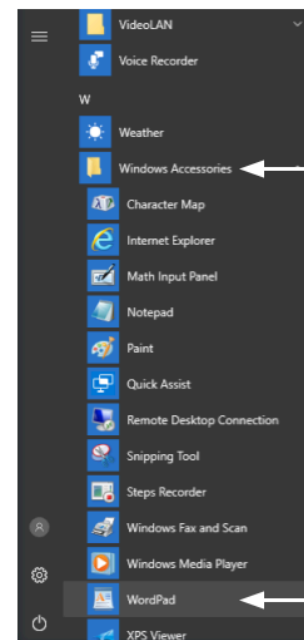 VideoLAN
Voice Recorder
W
Weather
Windows Accessories
Character Map
Internet Explorer
Math Input Panel
Notepad
Paint
Quick Assist
Remote Desktop Connection
Snipping Tool
Steps Recorder
Windows Fax and Scan
Windows Media Player
WordPad
XPS Viewer